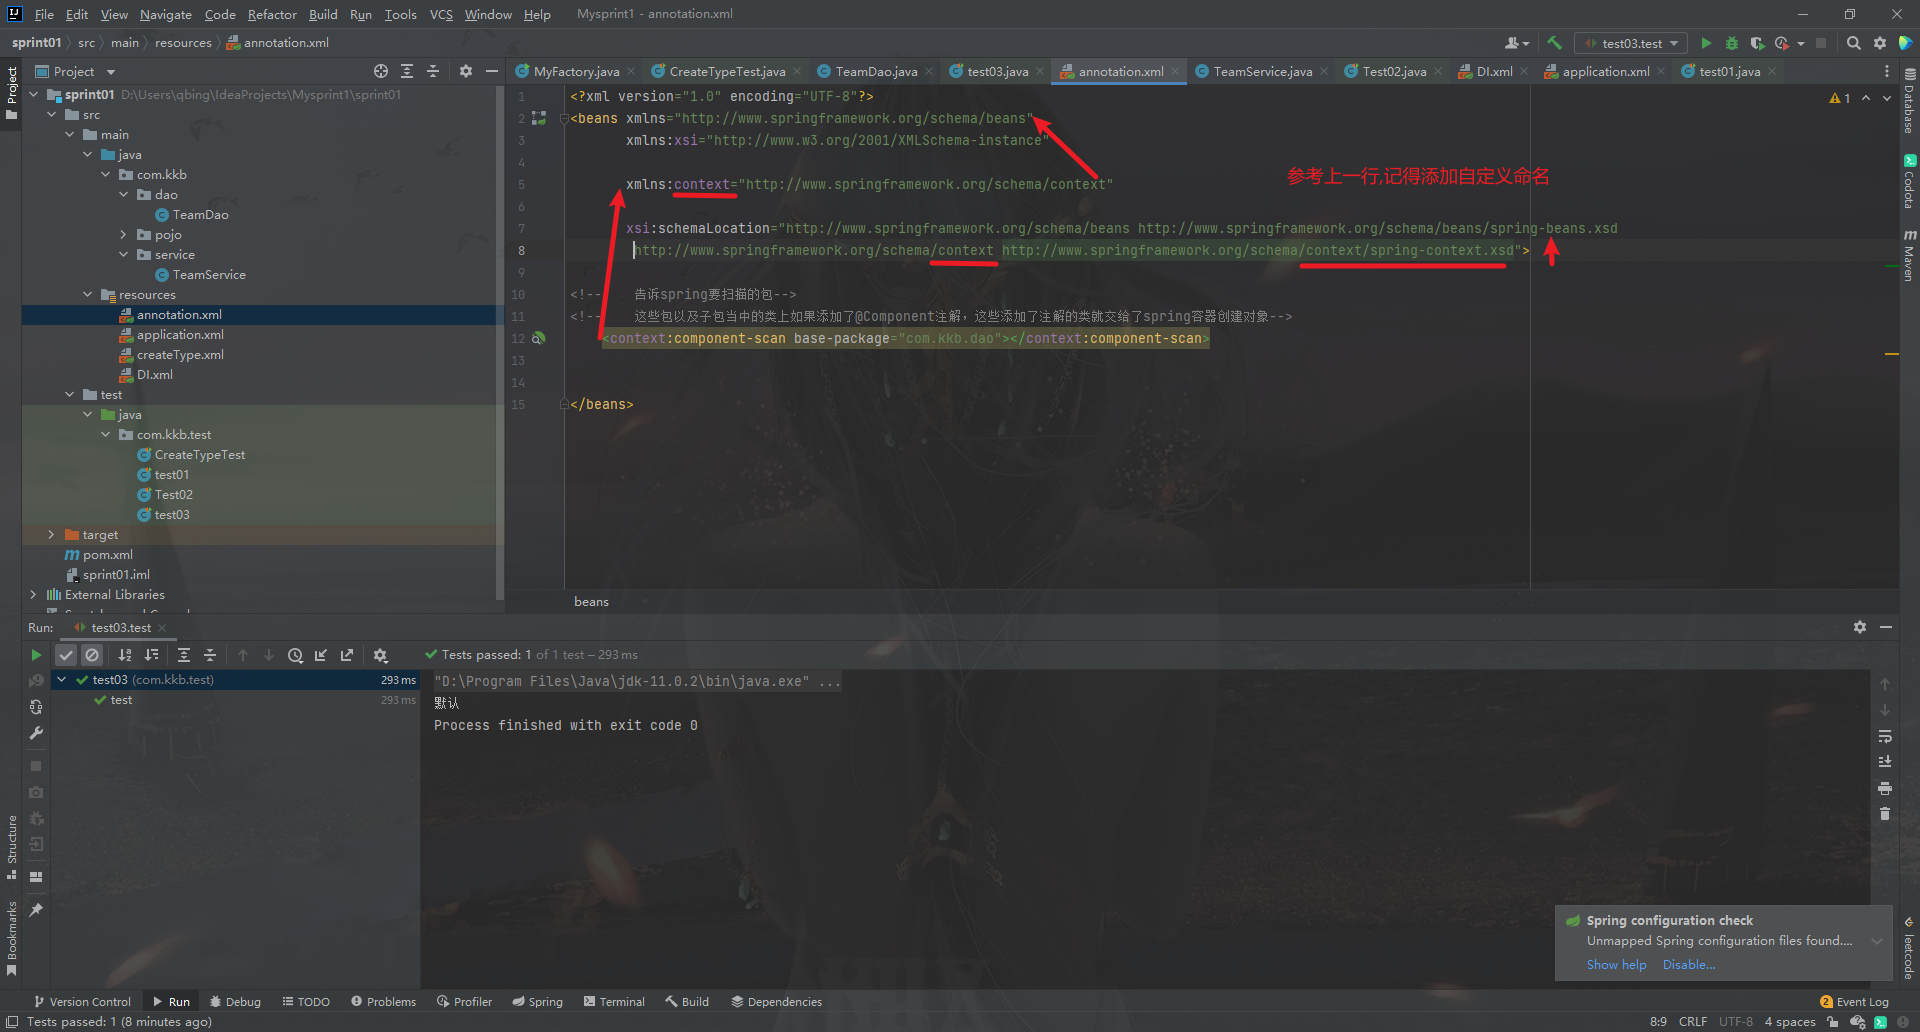 File Edit View Navigate Code Refactor Build Run Tools VCS Window Help Mysprint1 - annotation.xml
sprint01 src main resources annotation.xml
test03.test
Project
MyFactory.java CreateTypeTest.java TeamDao.java test03.java annotation.xml TeamService.java Test02.java DI.xml application.xml test01.java
Project
sprint01 D:\Users\qbing\IdeaProjects\Mysprint1\sprint01
src
main
java
com.kkb
dao
TeamDao
pojo
service
TeamService
resources
annotation.xml
application.xml
createType.xml
DI.xml
test
java
com.kkb.test
CreateTypeTest
test01
Test02
test03
target
pom.xml
sprint01.iml
External Libraries
1 <?xml version="1.0" encoding="UTF-8"?>
2 <beans xmlns="http://www.springframework.org/schema/beans"
3 xmlns:xsi="http://www.w3.org/2001/XMLSchema-instance"
4
5 xmlns:context="http://www.springframework.org/schema/context"
6
7 xsi:schemaLocation="http://www.springframework.org/schema/beans http://www.springframework.org/schema/beans/spring-beans.xsd
8 http://www.springframework.org/schema/context http://www.springframework.org/schema/context/spring-context.xsd">
9
10 <!-- 告诉spring要扫描的包-->
11 <!-- 这些包以及子包当中的类上如果添加了@Component注解，这些添加了注解的类就交给了spring容器创建对象-->
12 <context:component-scan base-package="com.kkb.dao"></context:component-scan>
13
14
15 </beans>
参考上一行,记得添加自定义命名
1
beans
Database
Codota
Maven
leetcode
Structure
Bookmarks
Run: test03.test
Tests passed: 1 of 1 test – 293 ms
test03 (com.kkb.test) 293 ms
test 293 ms
"D:\Program Files\Java\jdk-11.0.2\bin\java.exe" ...
默认
Process finished with exit code 0
Spring configuration check
Unmapped Spring configuration files found....
Show help Disable...
Version Control Run Debug TODO Problems Profiler Spring Terminal Build Dependencies 2 Event Log
Tests passed: 1 (8 minutes ago) 8:9 CRLF UTF-8 4 spaces